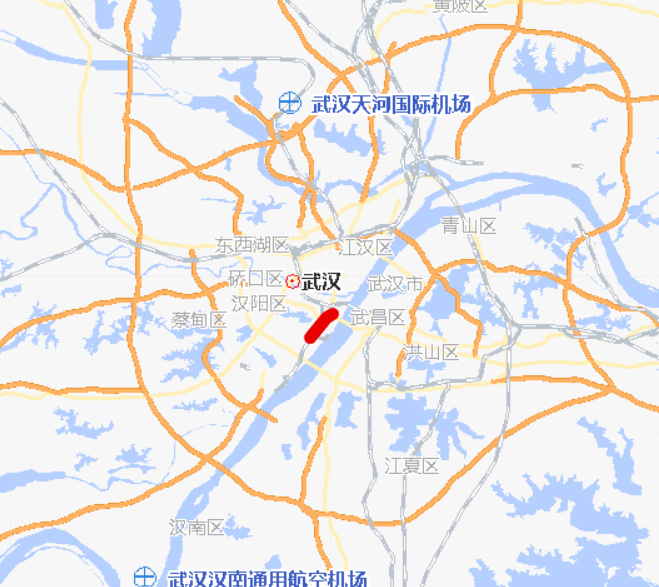 黄陂区
武汉天河国际机场
青山区
东西湖区
江汉区
硚口区
武汉
武汉市
汉阳区
蔡甸区
武昌区
洪山区
江夏区
汉南区
武汉汉南通用航空机场